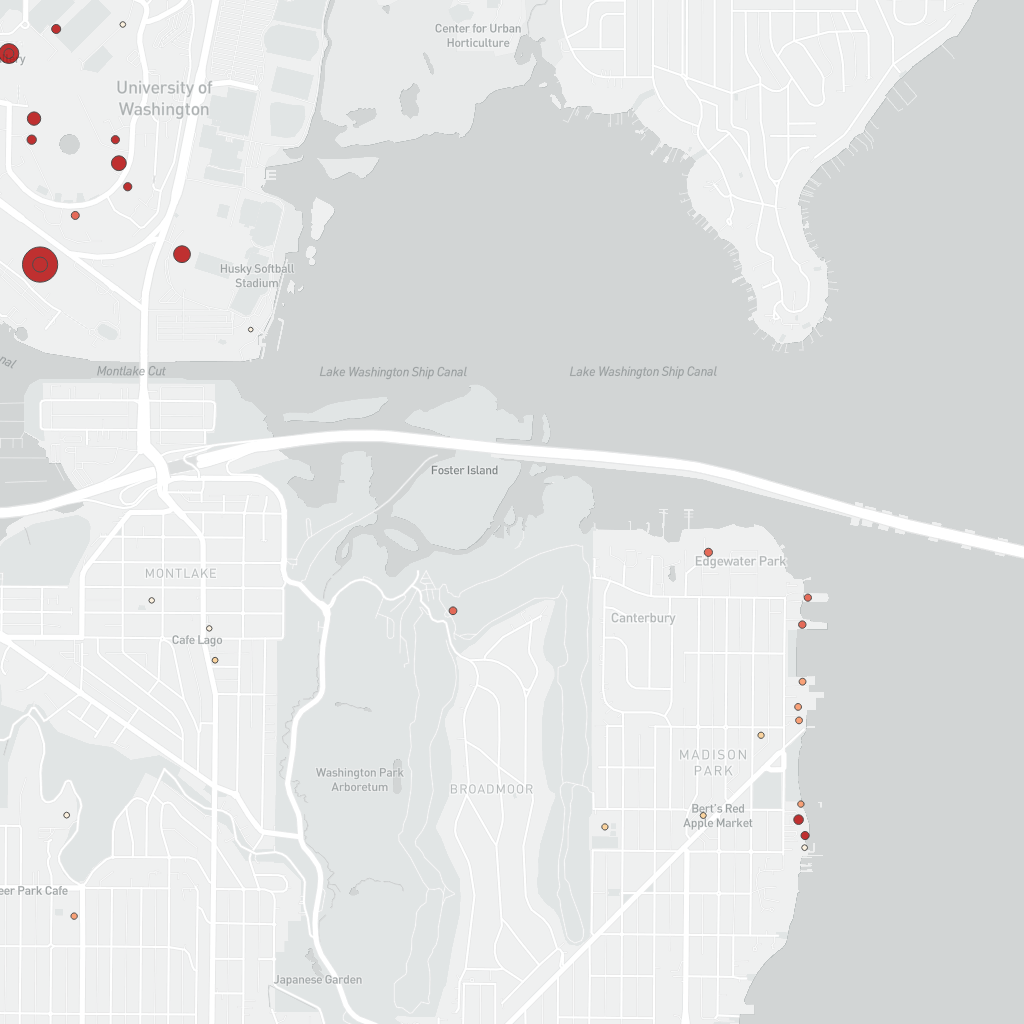 Center for Urban
Horticulture
University of
Washington
Husky Softball
Stadium
Montlake Cut
Lake Washington Ship Canal
Lake Washington Ship Canal
Foster Island
Edgewater Park
MONTLAKE
Canterbury
Cafe Lago
MADISON
PARK
Washington Park
Arboretum
BROADMOOR
Bert's Red
Apple Market
eer Park Cafe
Japanese Garden